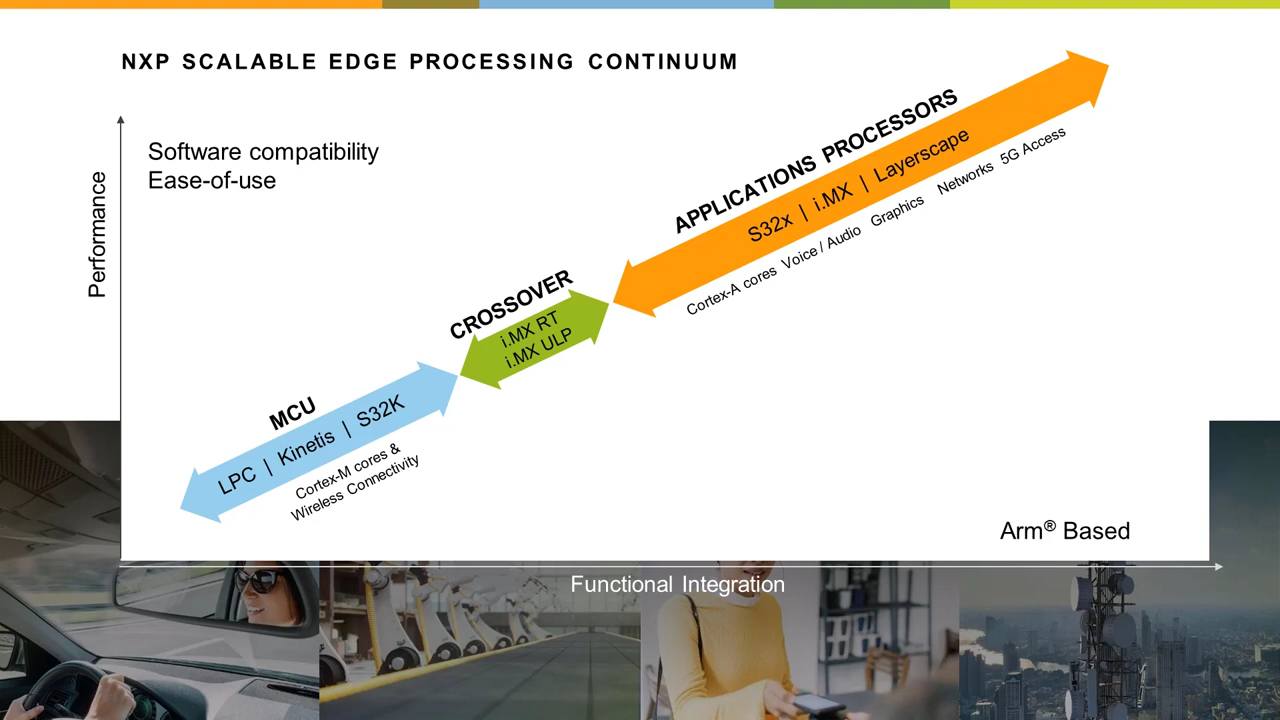 NXP SCALABLE EDGE PROCESSING CONTINUUM
Software compatibility
Ease-of-use
Performance
APPLICATIONS PROCESSORS
S32x | i.MX | Layerscape
Cortex-A cores Voice / Audio Graphics Networks 5G Access
CROSSOVER
i.MX RT
i.MX ULP
MCU
LPC | Kinetis | S32K
Cortex-M cores &
Wireless Connectivity
Arm® Based
Functional Integration